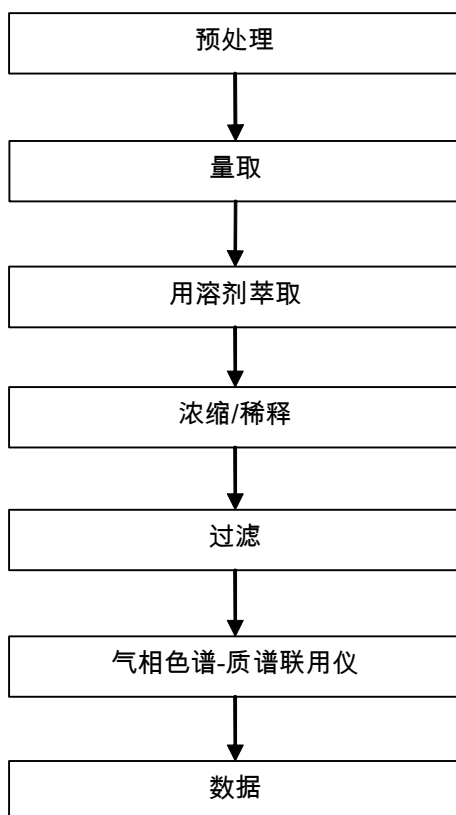 预处理
量取
用溶剂萃取
浓缩/稀释
过滤
气相色谱-质谱联用仪
数据